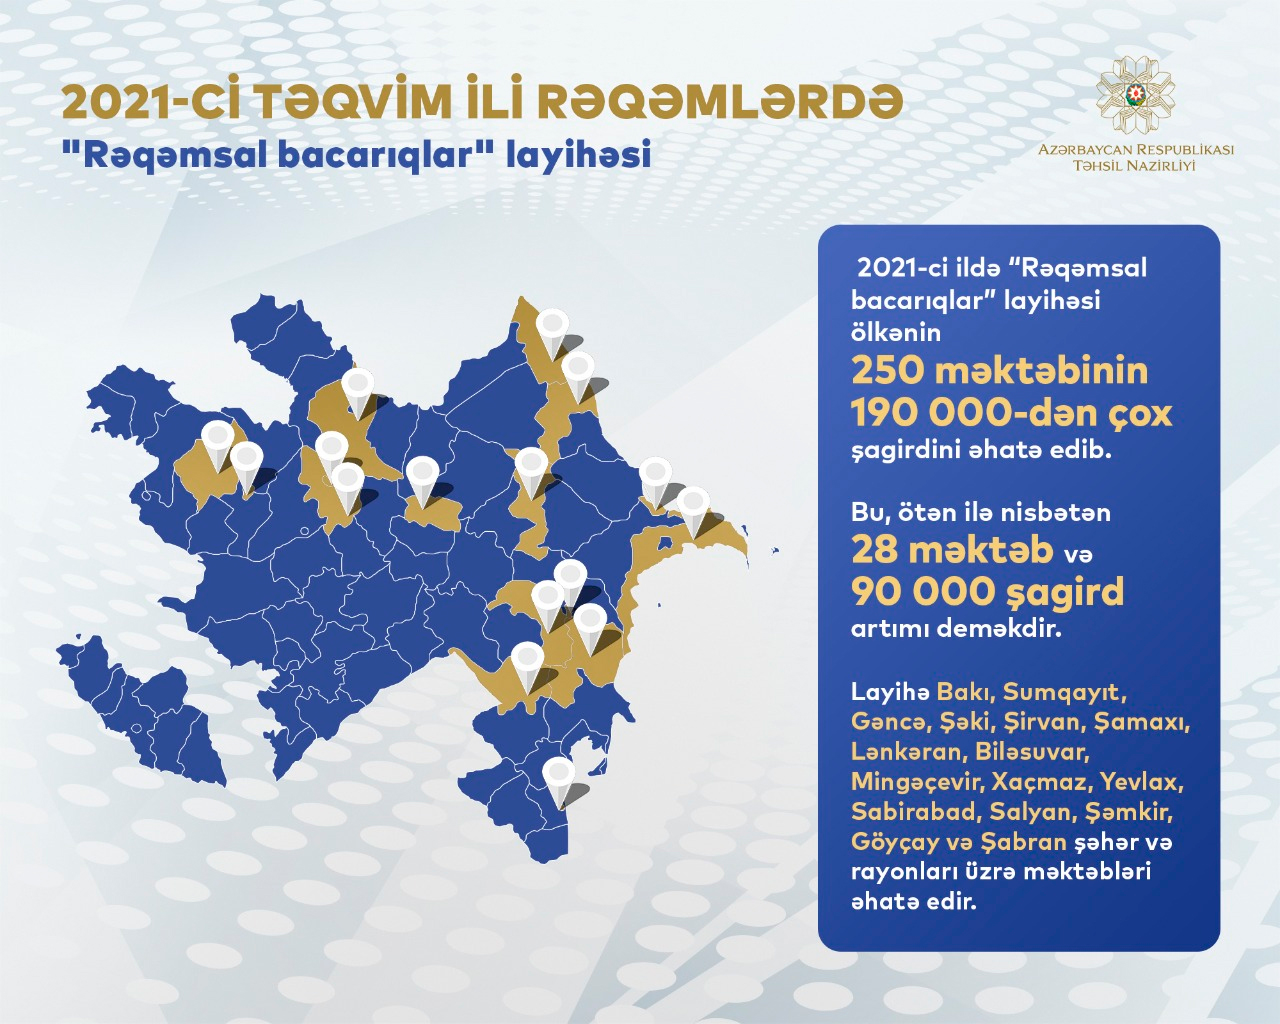 2021-Cİ TƏQVİM İLİ RƏQƏMLƏRDƏ
"Rəqəmsal bacarıqlar" layihəsi
AZƏRBAYCAN RESPUBLIKASI
TƏHSIL NAZIRLIYI
2021-ci ildə “Rəqəmsal
bacarıqlar” layihəsi
ölkənin
250 məktəbinin
190 000-dən çox
şagirdini əhatə edib.
Bu, ötən ilə nisbətən
28 məktəb və
90 000 şagird
artımı deməkdir.
Layihə Bakı, Sumqayıt,
Gəncə, Şəki, Şirvan, Şamaxı,
Lənkəran, Biləsuvar,
Mingəçevir, Xaçmaz, Yevlax,
Sabirabad, Salyan, Şəmkir,
Göyçay və Şabran şəhər və
rayonları üzrə məktəbləri
əhatə edir.